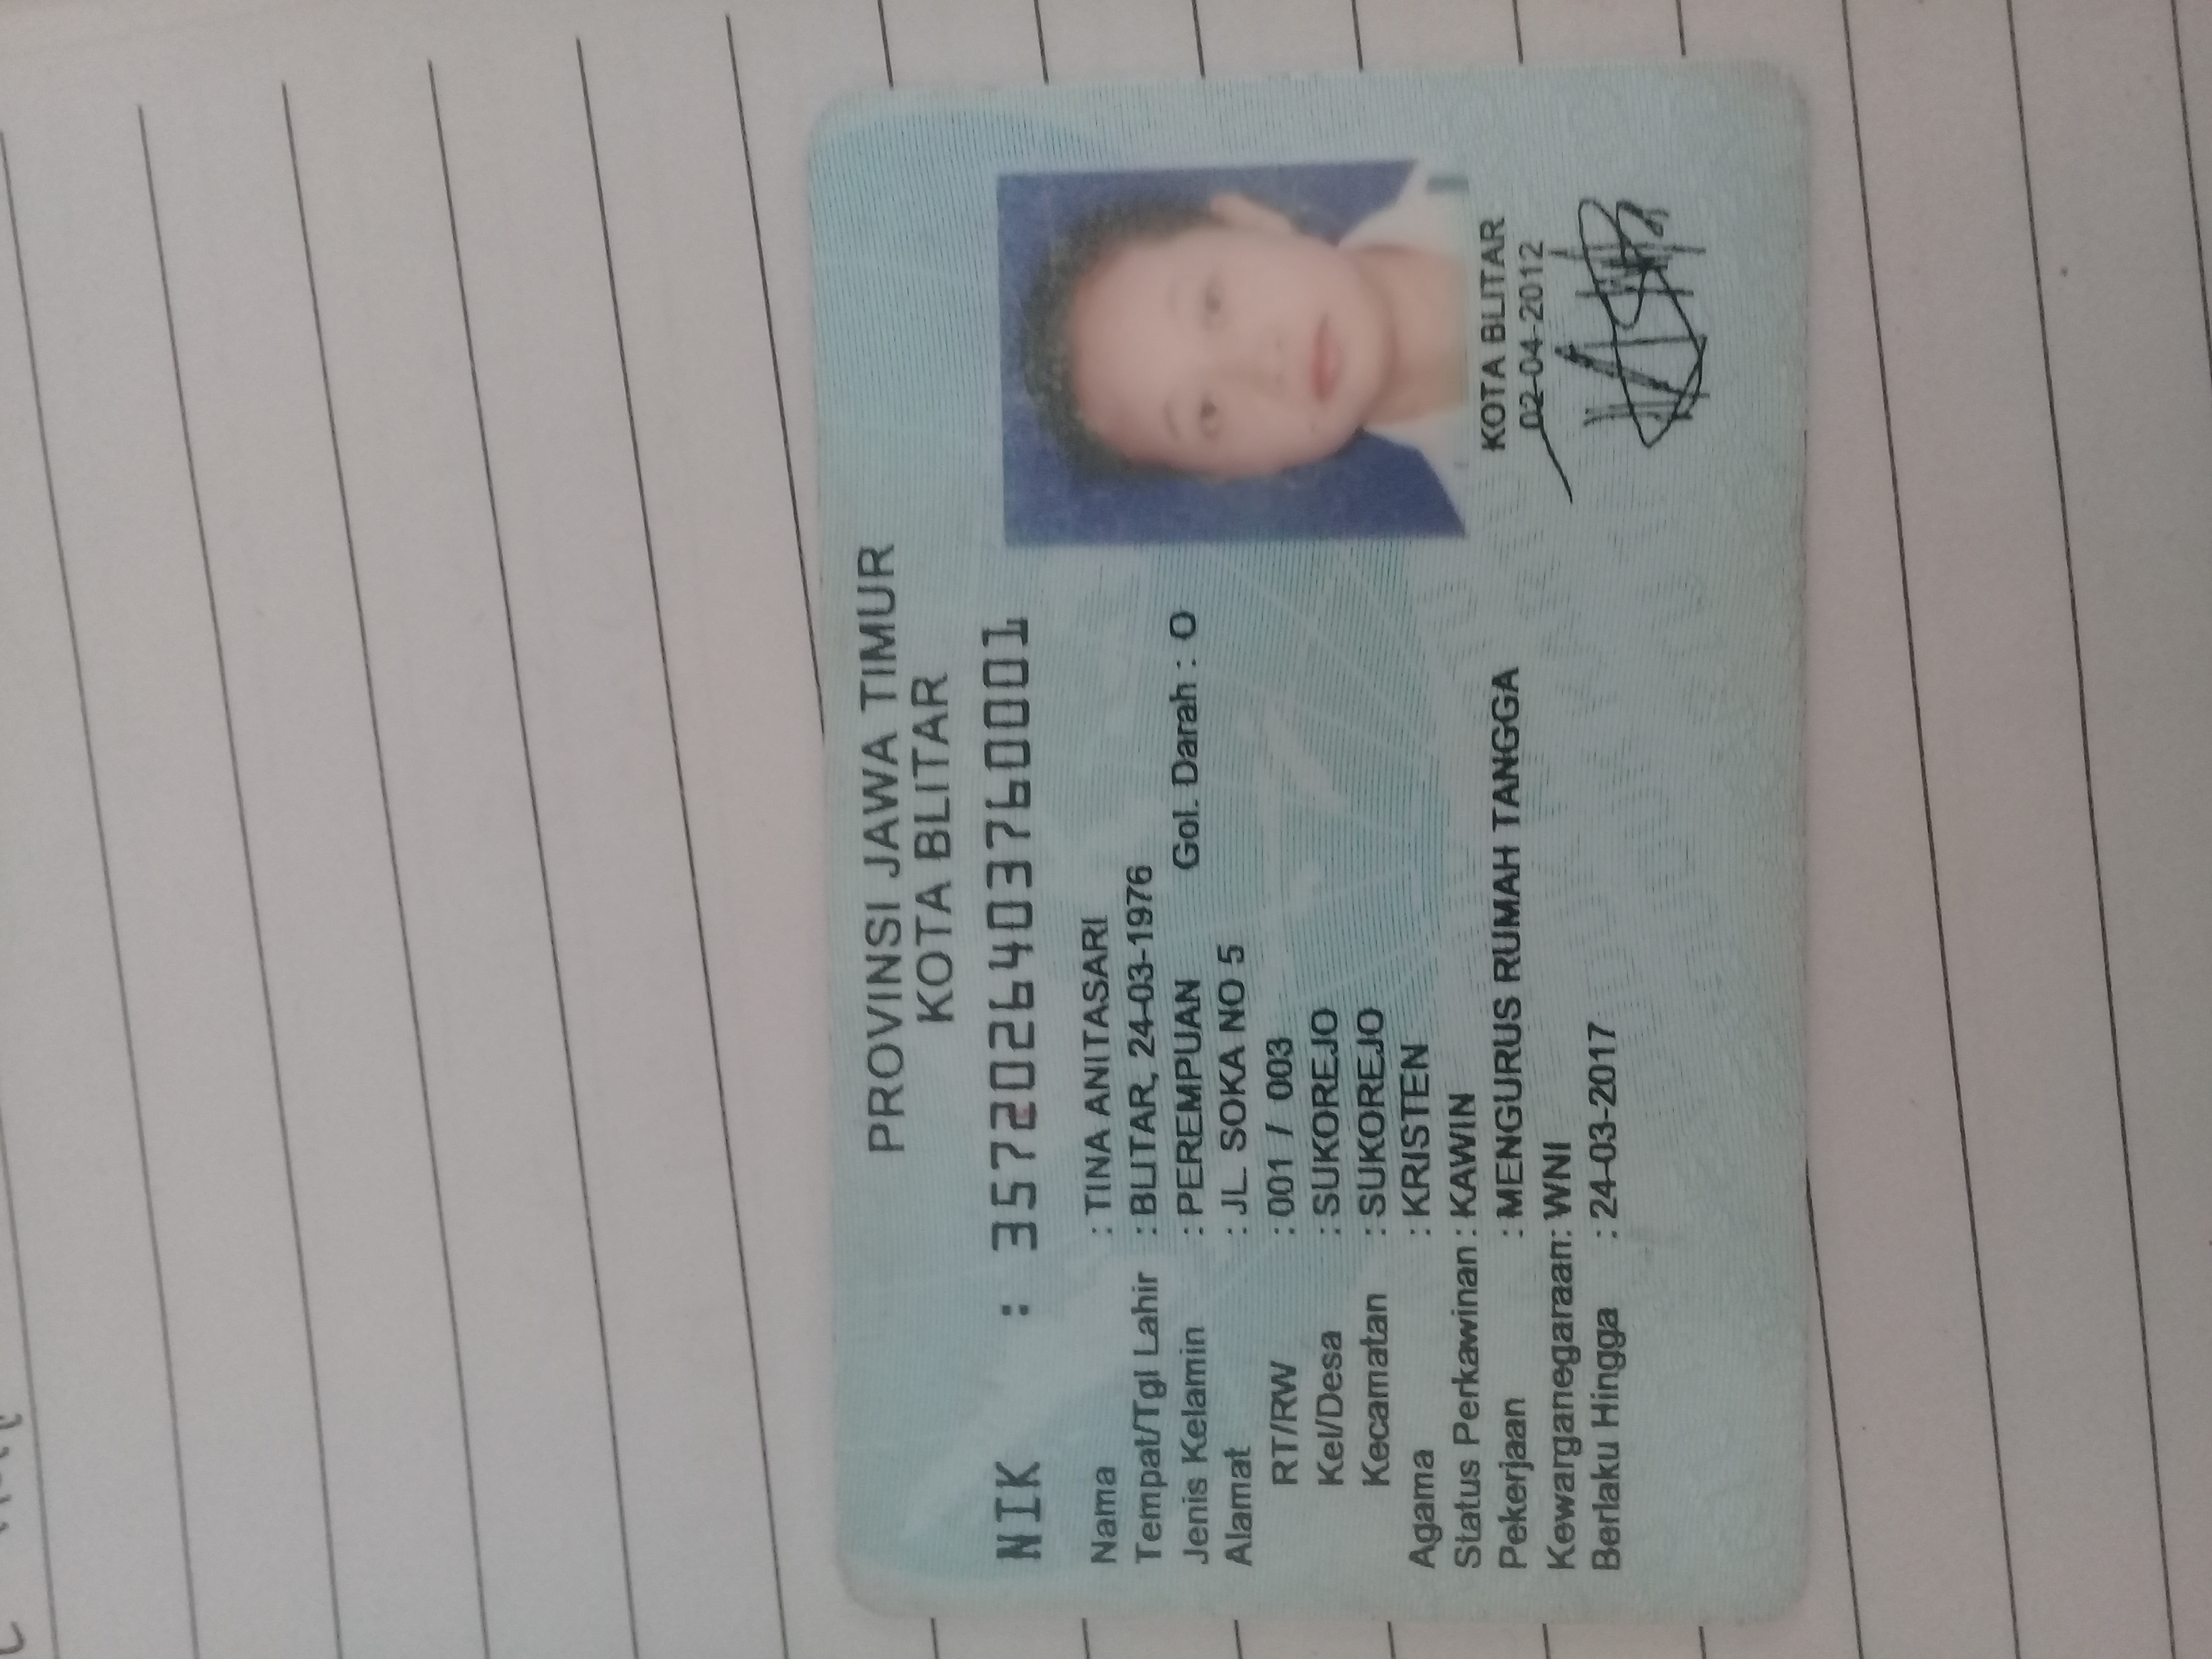 PROVINSI JAWA TIMUR
KOTA BLITAR
NIK : 3572026403760001
Nama : TINA ANITASARI
Tempat/Tgl Lahir : BLITAR, 24-03-1976
Jenis Kelamin : PEREMPUAN Gol. Darah : O
Alamat : JL. SOKA NO 5
RT/RW : 001 / 003
Kel/Desa : SUKOREJO
Kecamatan : SUKOREJO
Agama : KRISTEN
Status Perkawinan : KAWIN
Pekerjaan : MENGURUS RUMAH TANGGA
Kewarganegaraan: WNI
Berlaku Hingga : 24-03-2017
KOTA BLITAR
02-04-2012